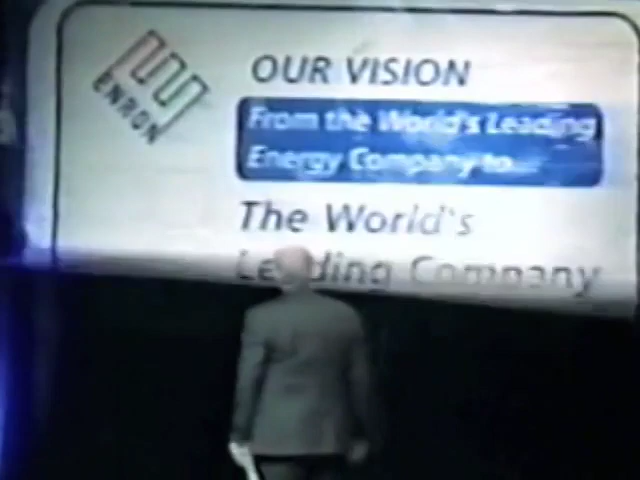 ENRON
OUR VISION
From the World's Leading
Energy Company to...
The World's
Leading Company